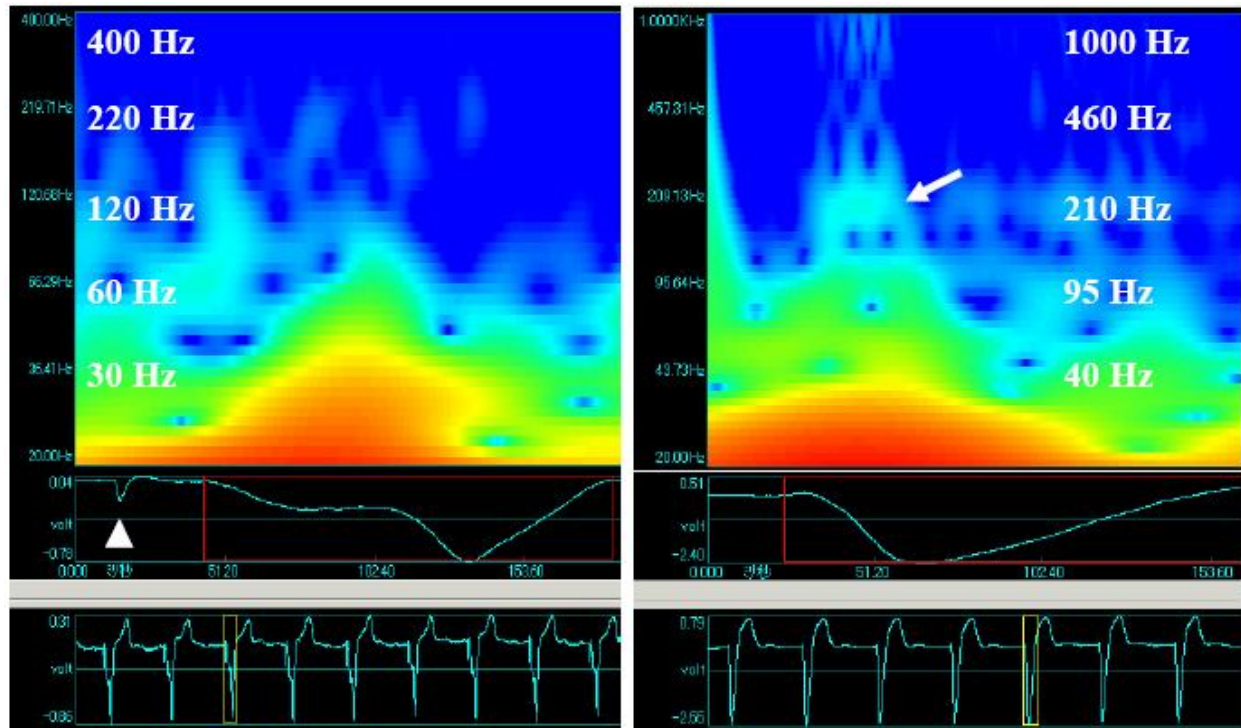 400.00Hz
400 Hz
219.71Hz
220 Hz
120.68Hz
120 Hz
66.29Hz
60 Hz
36.41Hz
30 Hz
20.00Hz
0.04
volt
-0.78
0.000 51.20 102.40 153.60
0.31
volt
1.0000KHz
1000 Hz
457.31Hz
460 Hz
209.13Hz
210 Hz
95.64Hz
95 Hz
43.73Hz
40 Hz
20.00Hz
0.51
volt
-2.40
0.000 51.20 102.40 153.60
0.79
volt